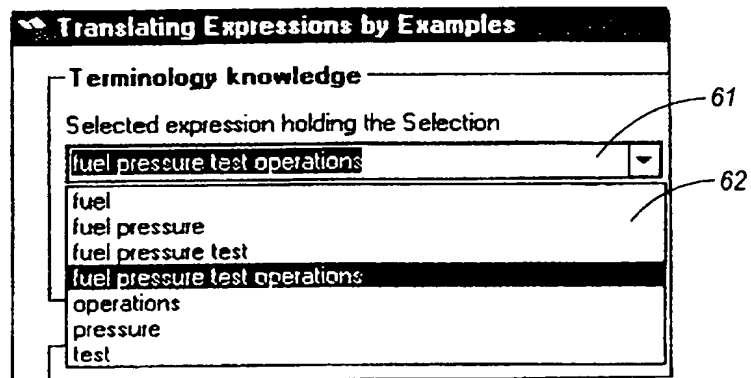 Translating Expressions by Examples
Terminology knowledge
Selected expression holding the Selection
61
fuel pressure test operations
62
fuel
fuel pressure
fuel pressure test
fuel pressure test operations
operations
pressure
test